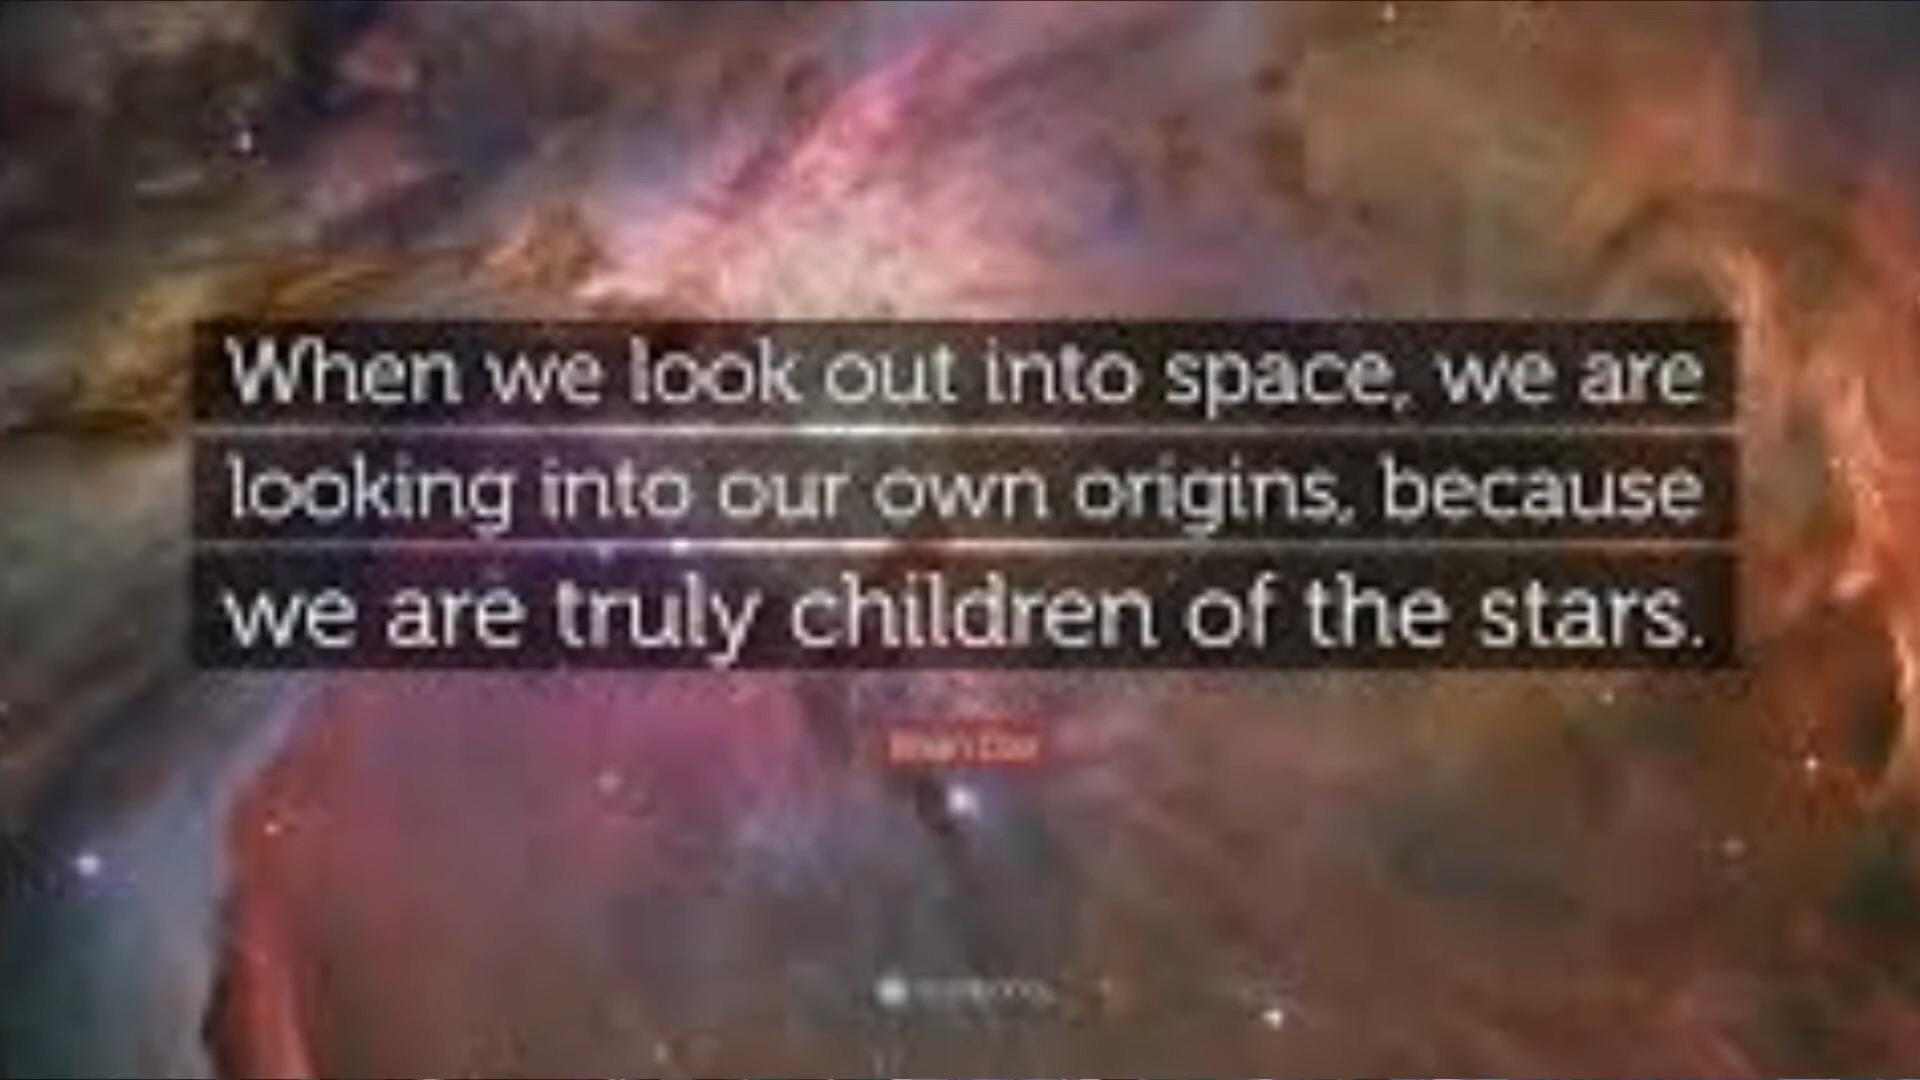 When we look out into space, we are
looking into our own origins, because
we are truly children of the stars.